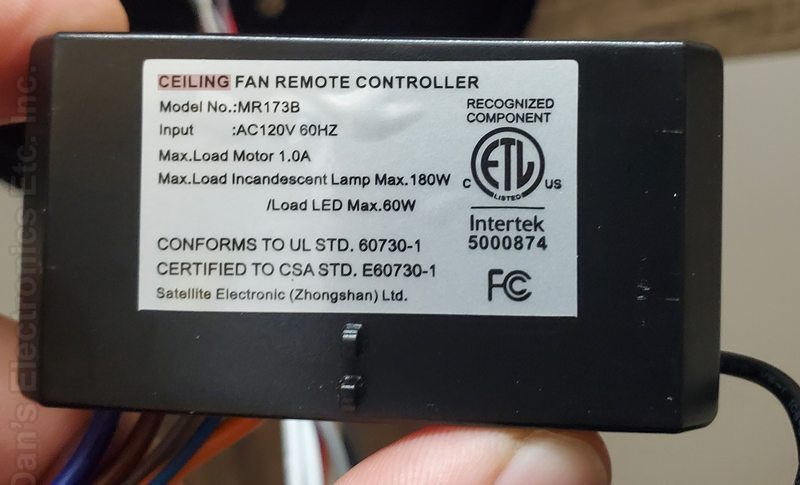 CEILING FAN REMOTE CONTROLLER
Model No.:MR173B
Input :AC120V 60HZ
Max.Load Motor 1.0A
Max.Load Incandescent Lamp Max.180W
/Load LED Max.60W
CONFORMS TO UL STD. 60730-1
CERTIFIED TO CSA STD. E60730-1
Satellite Electronic (Zhongshan) Ltd.
RECOGNIZED
COMPONENT
ETL
C LISTED US
Intertek
5000874
FC
Dan's Electronics Etc. Inc.